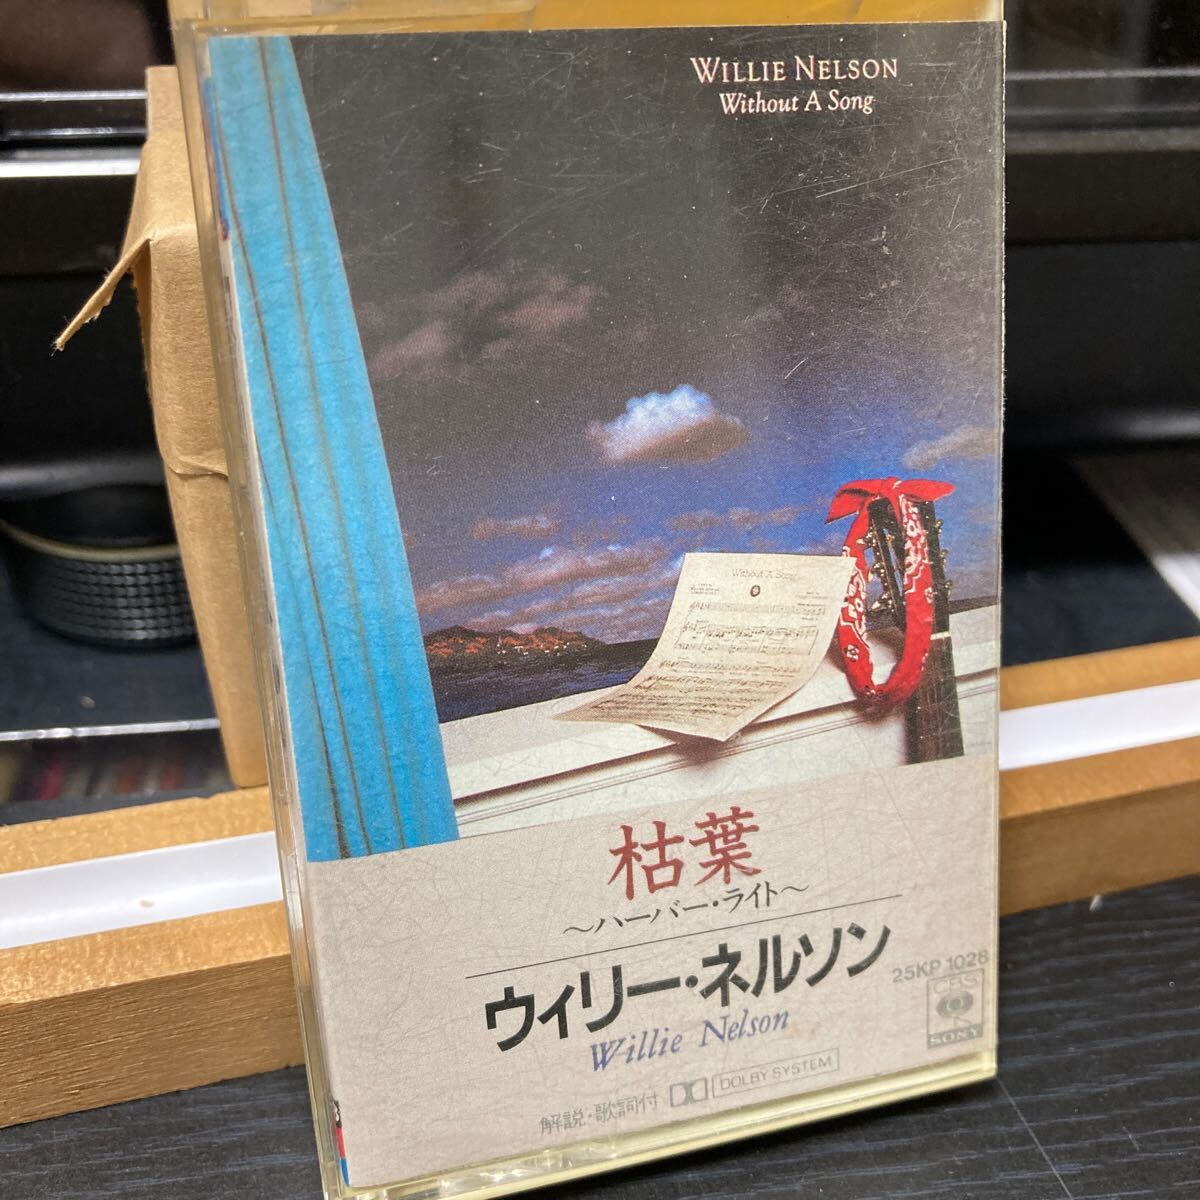 WILLIE NELSON
Without A Song
Without A Song
枯葉
〜ハーバー・ライト〜
ウィリー・ネルソン
Willie Nelson
25KP 1028
CBS
SONY
解説・歌詞付
DOLBY SYSTEM